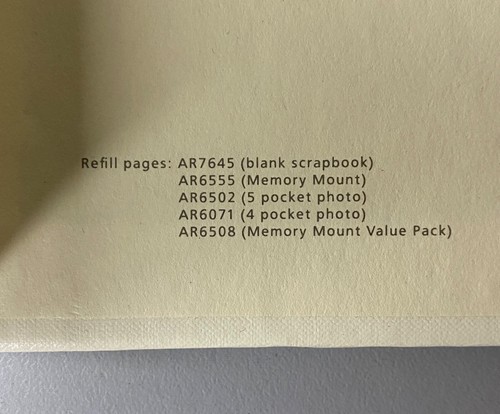 Refill pages: AR7645 (blank scrapbook)
AR6555 (Memory Mount)
AR6502 (5 pocket photo)
AR6071 (4 pocket photo)
AR6508 (Memory Mount Value Pack)